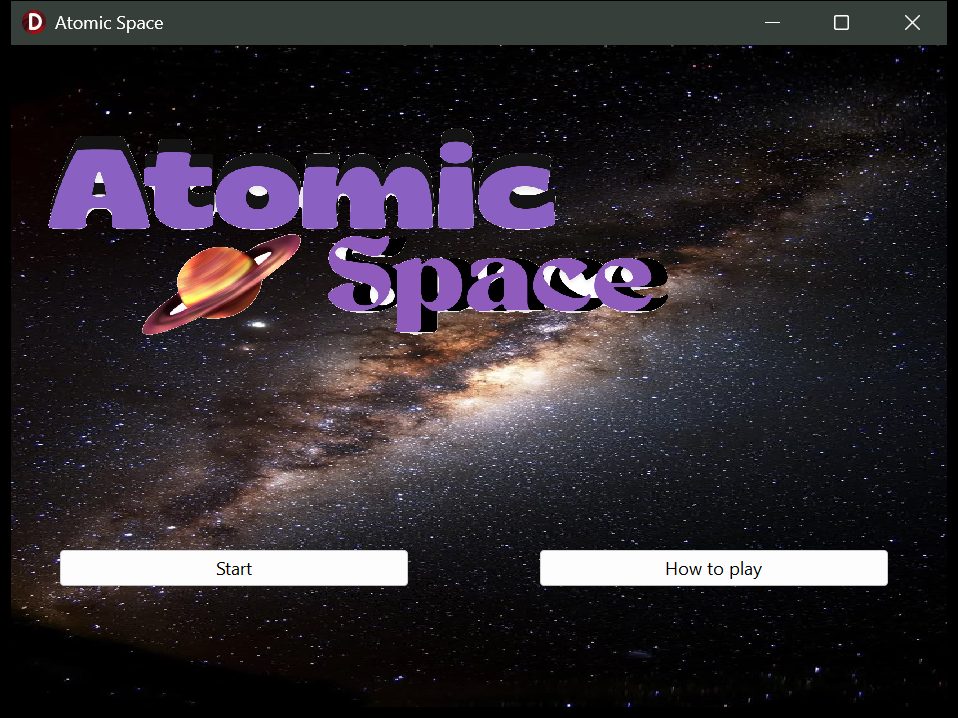 D Atomic Space
Atomic
Space
Start
How to play